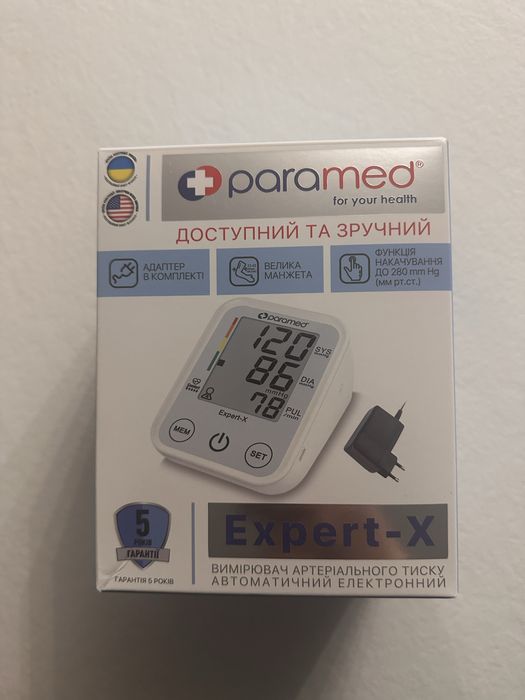 paramed®
for your health
ДОСТУПНИЙ ТА ЗРУЧНИЙ
АДАПТЕР
В КОМПЛЕКТІ
ВЕЛИКА
МАНЖЕТА
ФУНКЦІЯ
НАКАЧУВАННЯ
ДО 280 mm Hg
(мм рт.ст.)
paramed
120 SYS
mmHg
86 DIA
mmHg
mmHg
78 PUL
/min
Expert-X
MEM
SET
5
РОКІВ
ГАРАНТІЇ
ГАРАНТІЯ 5 РОКІВ
Expert-X
ВИМІРЮВАЧ АРТЕРІАЛЬНОГО ТИСКУ
АВТОМАТИЧНИЙ ЕЛЕКТРОННИЙ